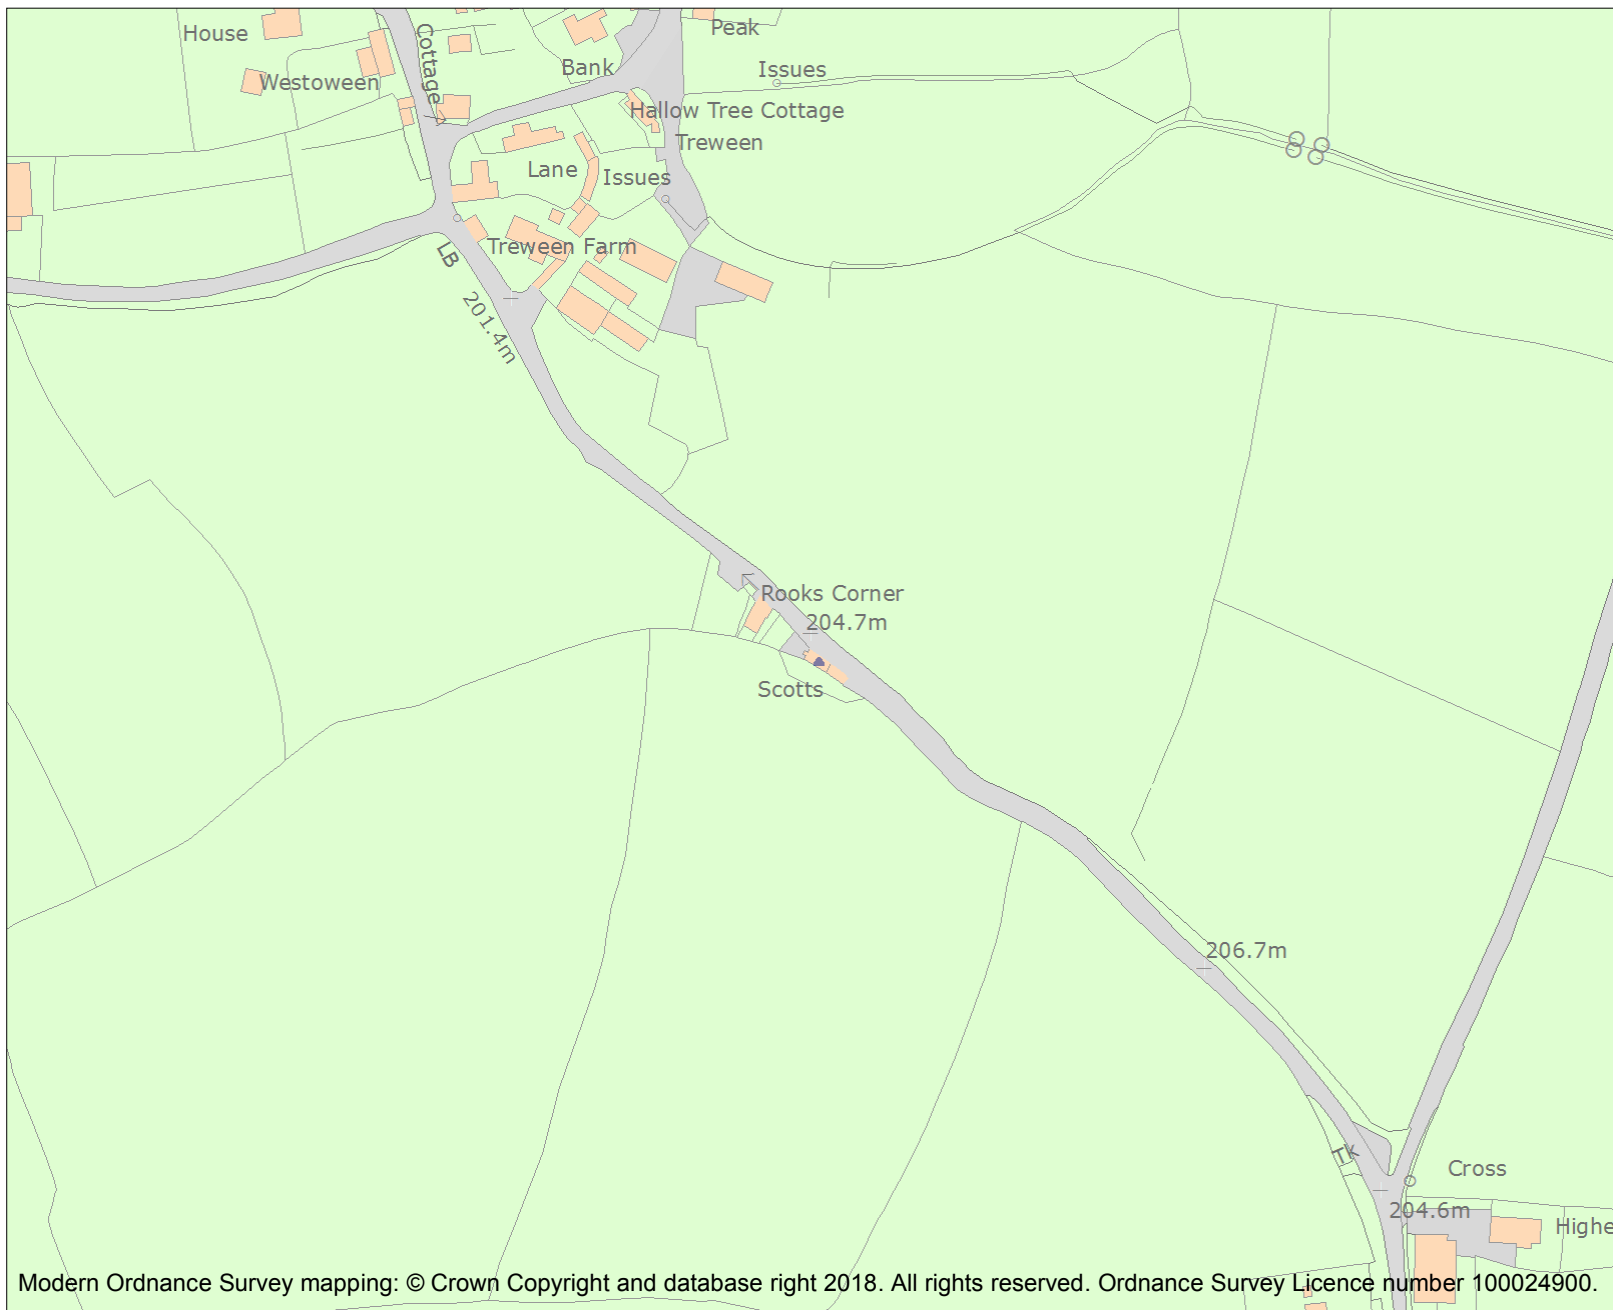 House
Cottage
Peak
Bank
Issues
Westoween
Hallow Tree Cottage
Treween
Lane
Issues
Treween Farm
LB
201.4m
Rooks Corner
204.7m
Scotts
206.7m
Tk
Cross
204.6m
Highe
Modern Ordnance Survey mapping: © Crown Copyright and database right 2018. All rights reserved. Ordnance Survey Licence number 100024900.